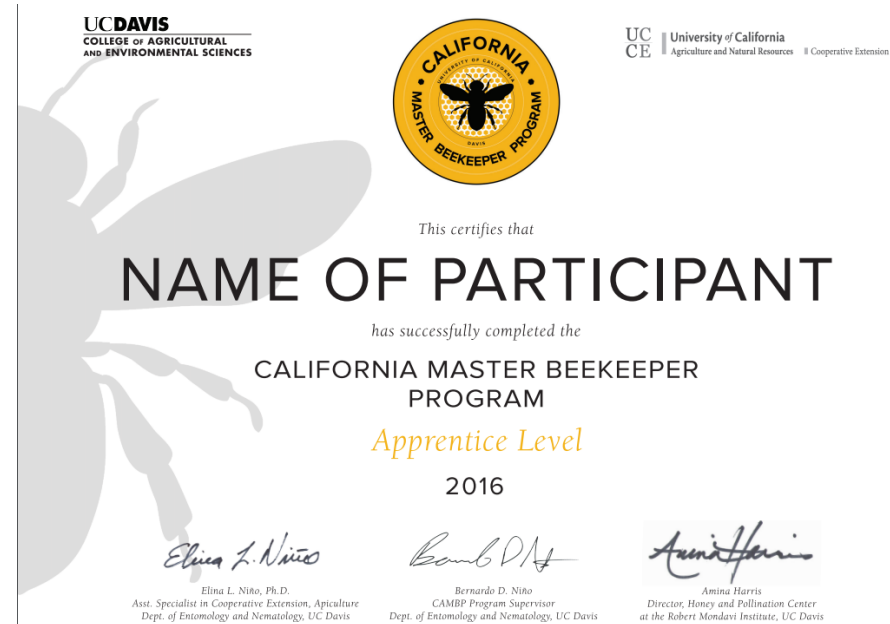 UCDAVIS
COLLEGE OF AGRICULTURAL
AND ENVIRONMENTAL SCIENCES
CALIFORNIA
UNIVERSITY OF CALIFORNIA
DAVIS
MASTER BEEKEEPER PROGRAM
UC
CE
University of California
Agriculture and Natural Resources
Cooperative Extension
This certifies that
NAME OF PARTICIPANT
has successfully completed the
CALIFORNIA MASTER BEEKEEPER
PROGRAM
Apprentice Level
2016
Elina L. Niño
Amina Harris
Elina L. Niño, Ph.D.
Asst. Specialist in Cooperative Extension, Apiculture
Dept. of Entomology and Nematology, UC Davis
Bernardo D. Niño
CAMBP Program Supervisor
Dept. of Entomology and Nematology, UC Davis
Amina Harris
Director, Honey and Pollination Center
at the Robert Mondavi Institute, UC Davis